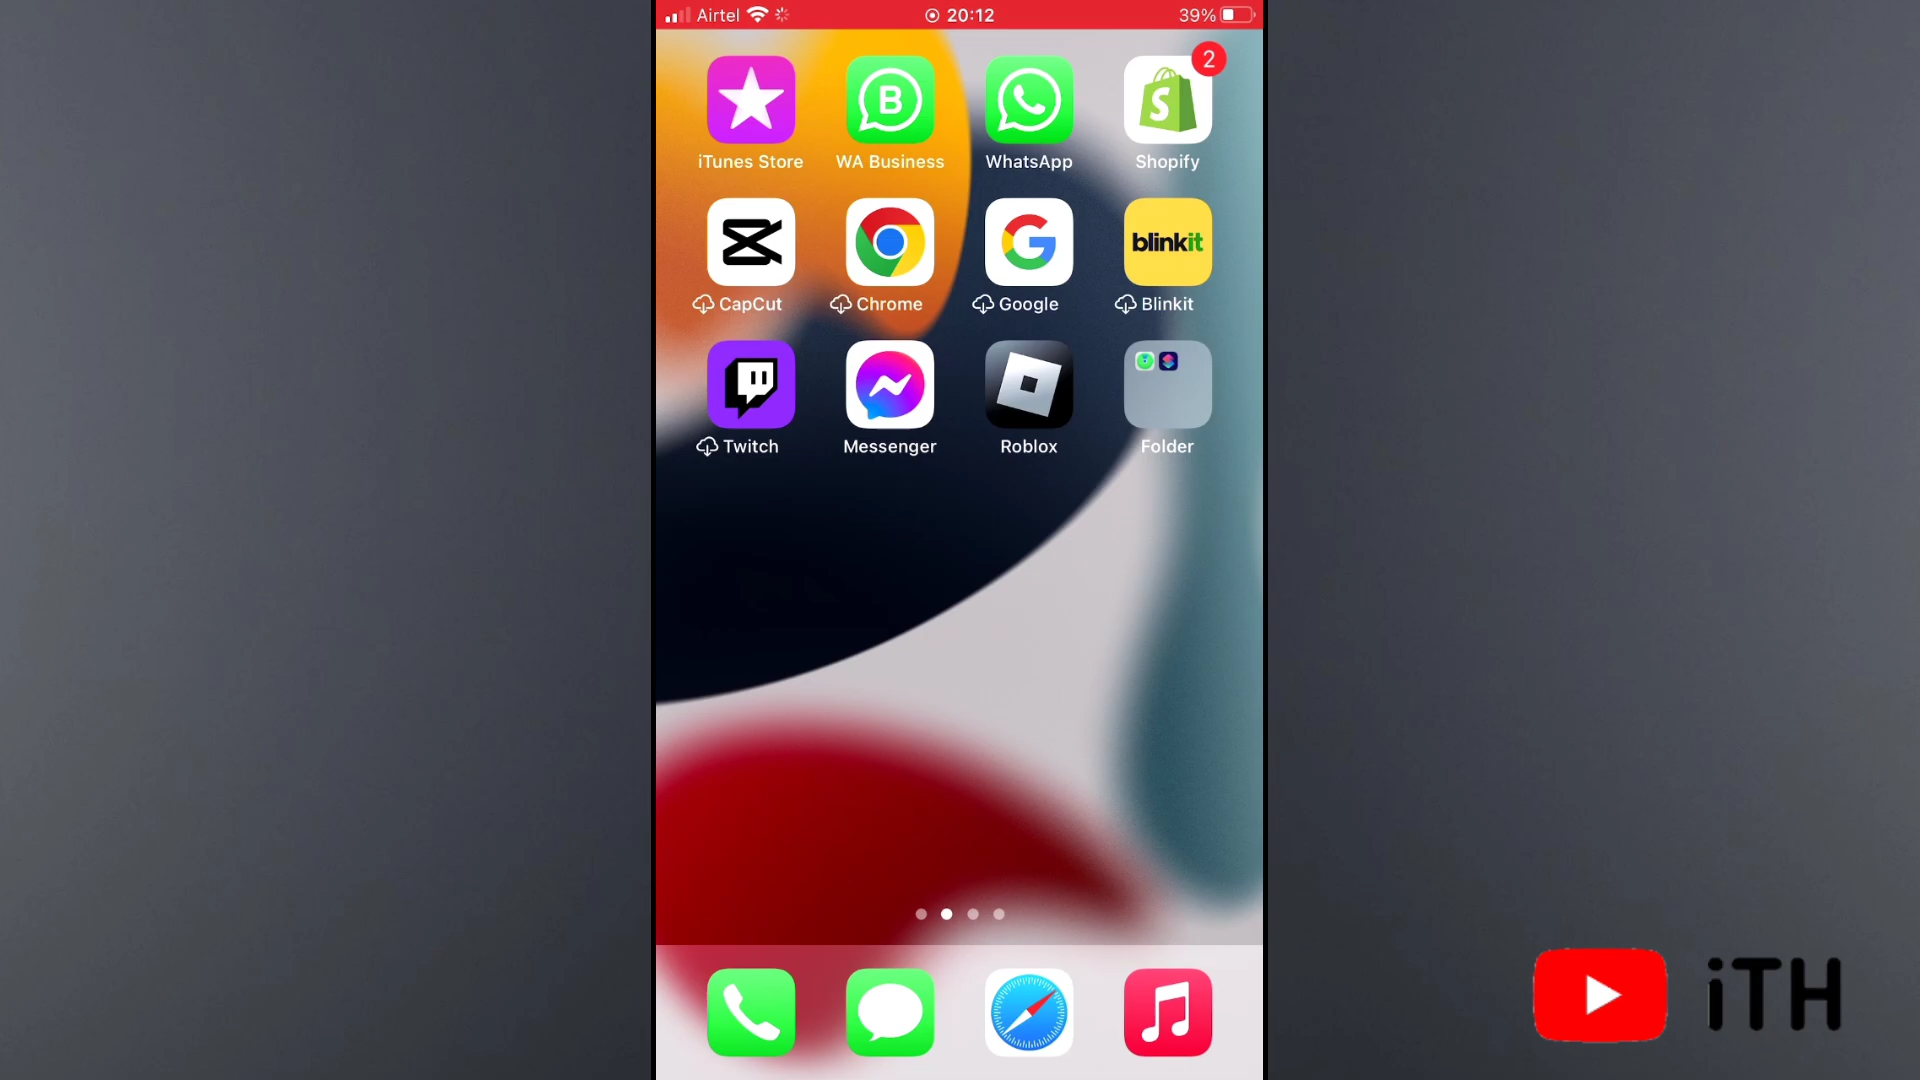 Airtel 20:12 39%
2
iTunes Store WA Business WhatsApp Shopify
blinkit
CapCut Chrome Google Blinkit
Twitch Messenger Roblox Folder
iTH